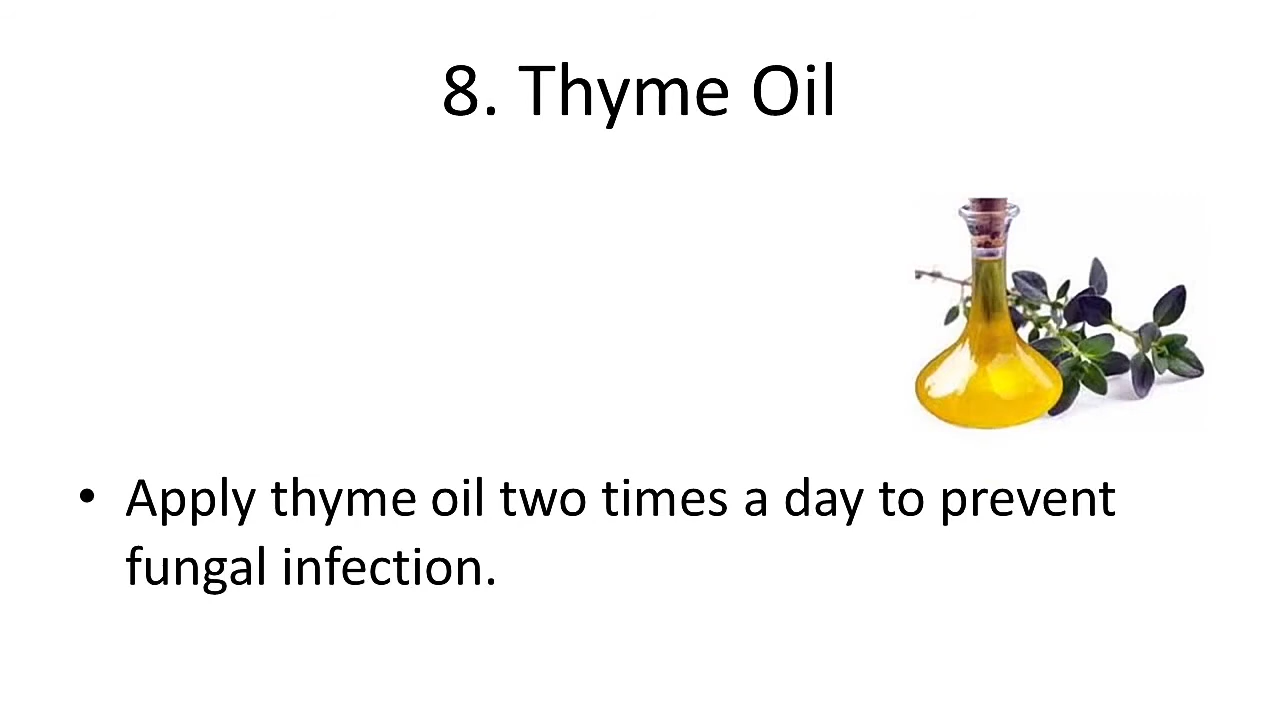 8. Thyme Oil
• Apply thyme oil two times a day to prevent
fungal infection.